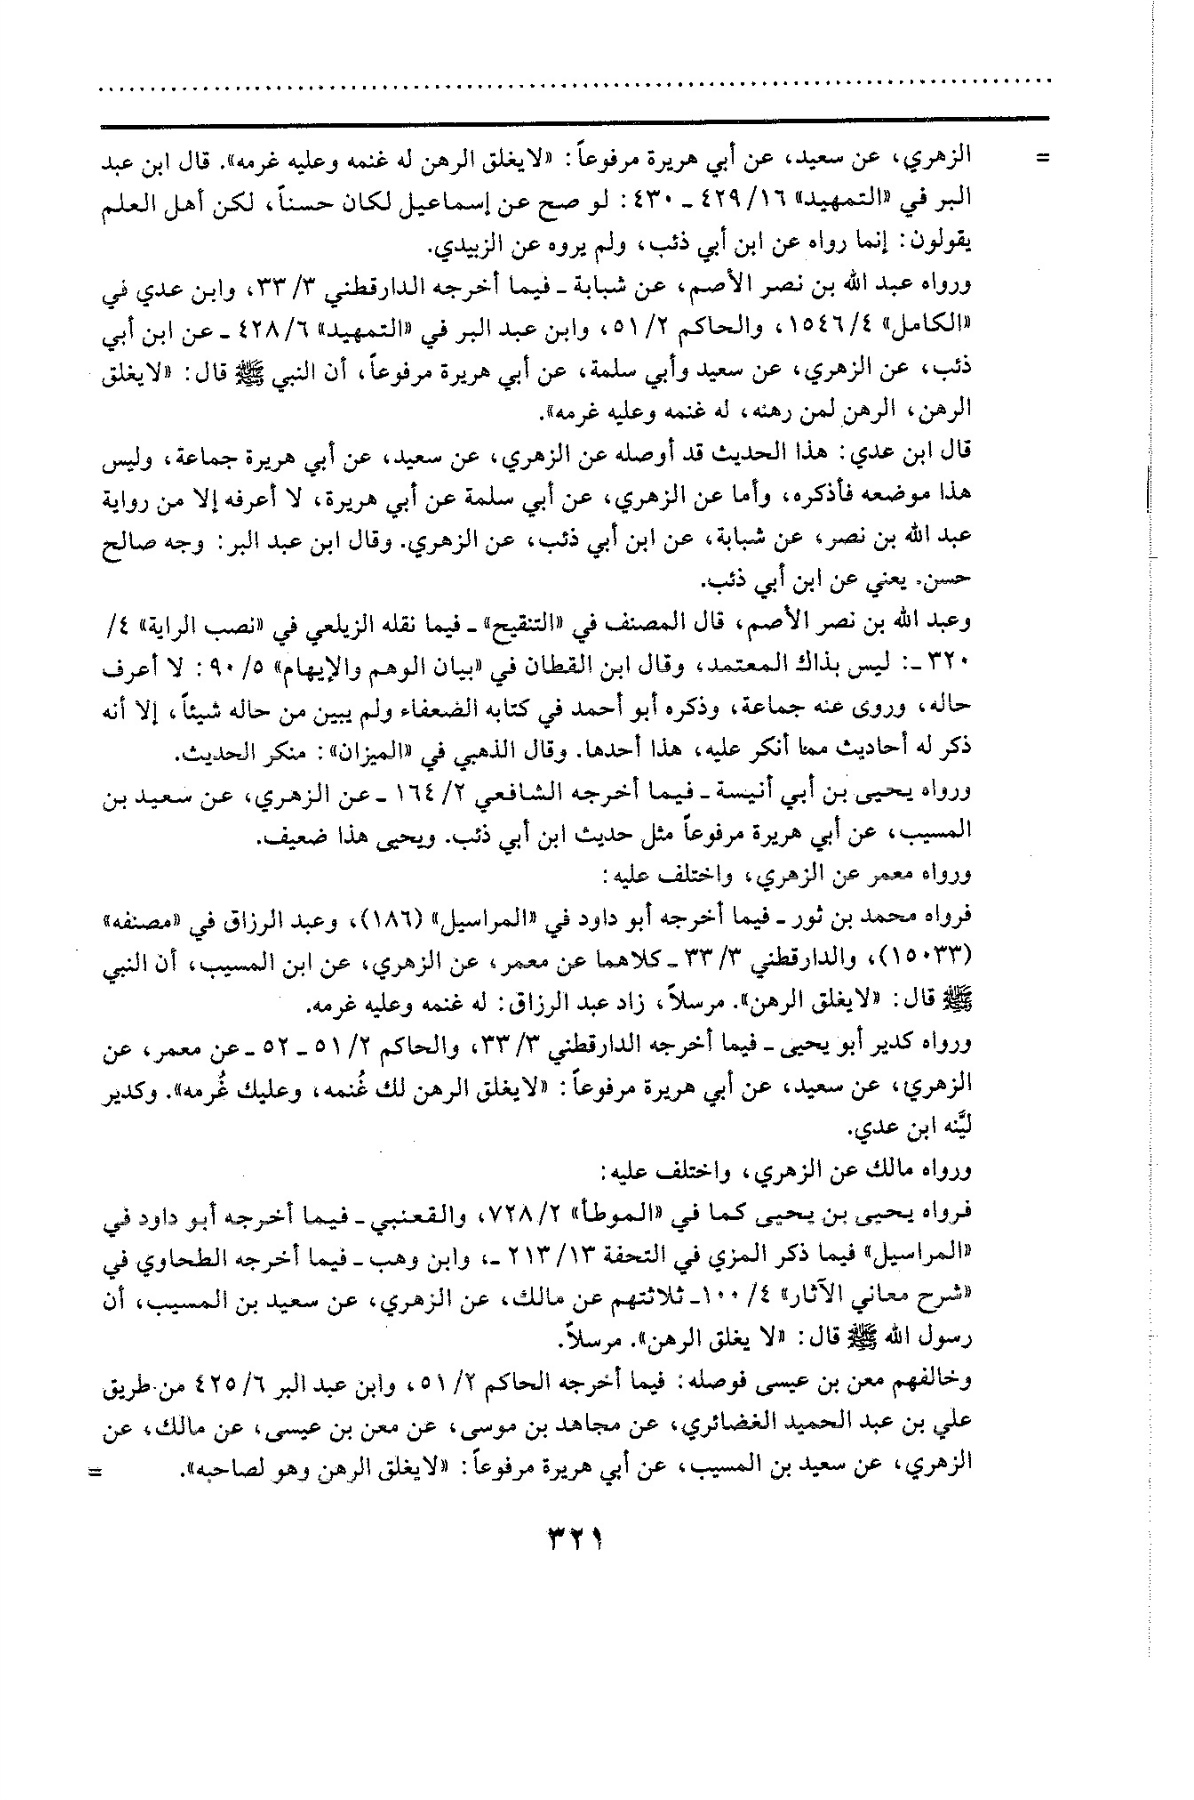 = الزهري، عن سعيد، عن أبي هريرة مرفوعاً: «لا يغلق الرهن له غنمه وعليه غرمه». قال ابن عبد
البر في «التمهيد» ١٦/ ٤٢٩ ـ ٤٣٠: لو صح عن إسماعيل لكان حسناً، لكن أهل العلم
يقولون: إنما رواه عن ابن أبي ذئب، ولم يروه عن الزبيدي.
ورواه عبد الله بن نصر الأصم، عن شبابة ـ فيما أخرجه الدارقطني ٣/ ٣٣، وابن عدي في
«الكامل» ٤/ ١٥٤٦، والحاكم ٢/ ٥١، وابن عبد البر في «التمهيد» ٦/ ٤٢٨ ـ عن ابن أبي
ذئب، عن الزهري، عن سعيد وأبي سلمة، عن أبي هريرة مرفوعاً، أن النبي ﷺ قال: «لا يغلق
الرهن، الرهن لمن رهنه، له غنمه وعليه غرمه».
قال ابن عدي: هذا الحديث قد أوصله عن الزهري، عن سعيد، عن أبي هريرة جماعة، وليس
هذا موضعه فأذكره، وأما عن الزهري، عن أبي سلمة عن أبي هريرة، لا أعرفه إلا من رواية
عبد الله بن نصر، عن شبابة، عن ابن أبي ذئب، عن الزهري. وقال ابن عبد البر: وجه صالح
حسن. يعني عن ابن أبي ذئب.
وعبد الله بن نصر الأصم، قال المصنف في «التنقيح» ـ فيما نقله الزيلعي في «نصب الراية» ٤/
٣٢٠ ـ: ليس بذاك المعتمد، وقال ابن القطان في «بيان الوهم والإيهام» ٥/ ٩٠: لا أعرف
حاله، وروى عنه جماعة، وذكره أبو أحمد في كتابه الضعفاء ولم يبين من حاله شيئاً، إلا أنه
ذكر له أحاديث مما أنكر عليه، هذا أحدها. وقال الذهبي في «الميزان»: منكر الحديث.
ورواه يحيى بن أبي أنيسة ـ فيما أخرجه الشافعي ٢/ ١٦٤ ـ عن الزهري، عن سعيد بن
المسيب، عن أبي هريرة مرفوعاً مثل حديث ابن أبي ذئب. ويحيى هذا ضعيف.
ورواه معمر عن الزهري، واختلف عليه:
فرواه محمد بن ثور ـ فيما أخرجه أبو داود في «المراسيل» (١٨٦)، وعبد الرزاق في «مصنفه»
(١٥٠٣٣)، والدارقطني ٣/ ٣٣ ـ كلاهما عن معمر، عن الزهري، عن ابن المسيب، أن النبي
ﷺ قال: «لا يغلق الرهن». مرسلاً، زاد عبد الرزاق: له غنمه وعليه غرمه.
ورواه كدير أبو يحيى ـ فيما أخرجه الدارقطني ٣/ ٣٣، والحاكم ٢/ ٥١ ـ ٥٢ ـ عن معمر، عن
الزهري، عن سعيد، عن أبي هريرة مرفوعاً: «لا يغلق الرهن لك غُنمه، وعليك غُرمه». وكدير
ليَّنه ابن عدي.
ورواه مالك عن الزهري، واختلف عليه:
فرواه يحيى بن يحيى كما في «الموطأ» ٢/ ٧٢٨، والقعنبي ـ فيما أخرجه أبو داود في
«المراسيل» فيما ذكر المزي في التحفة ١٣/ ٢١٣ ـ، وابن وهب ـ فيما أخرجه الطحاوي في
«شرح معاني الآثار» ٤/ ١٠٠ـ ثلاثتهم عن مالك، عن الزهري، عن سعيد بن المسيب، أن
رسول الله ﷺ قال: «لا يغلق الرهن». مرسلاً.
وخالفهم معن بن عيسى فوصله: فيما أخرجه الحاكم ٢/ ٥١، وابن عبد البر ٦/ ٤٢٥ من طريق
علي بن عبد الحميد الغضائري، عن مجاهد بن موسى، عن معن بن عيسى، عن مالك، عن
الزهري، عن سعيد بن المسيب، عن أبي هريرة مرفوعاً: «لا يغلق الرهن وهو لصاحبه». =
٣٢١